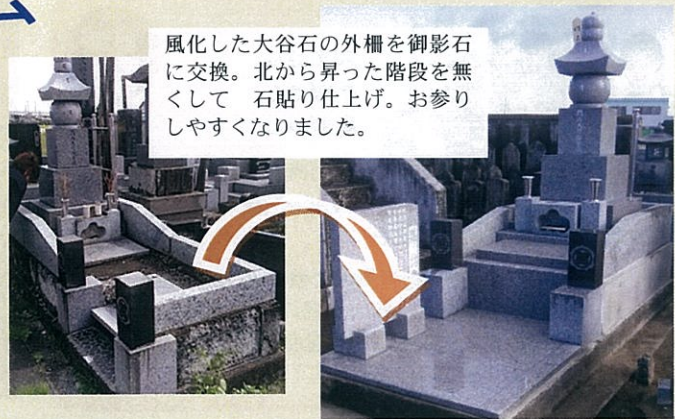 1
風化した大谷石の外柵を御影石
に交換。北から昇った階段を無
くして　石貼り仕上げ。お参り
しやすくなりました。